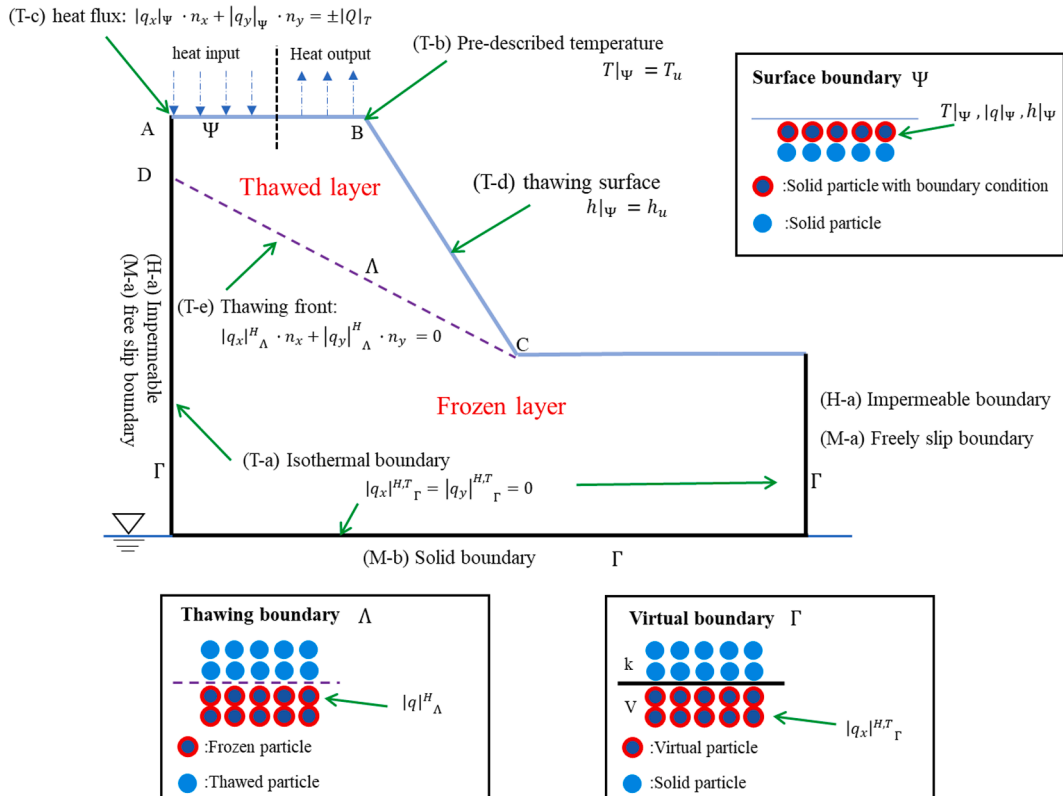 (T-c) heat flux: |q_x|_Ψ · n_x + |q_y|_Ψ · n_y = ±|Q|_T
heat input
Heat output
(T-b) Pre-described temperature
T|_Ψ = T_u
A
Ψ
B
D
Thawed layer
(T-d) thawing surface
h|_Ψ = h_u
Λ
(T-e) Thawing front:
|q_x|^H_Λ · n_x + |q_y|^H_Λ · n_y = 0
C
(H-a) Impermeable
(M-a) free slip boundary
Frozen layer
(H-a) Impermeable boundary
(M-a) Freely slip boundary
(T-a) Isothermal boundary
|q_x|^{H,T}_Γ = |q_y|^{H,T}_Γ = 0
Γ
Γ
(M-b) Solid boundary
Γ
Surface boundary Ψ
T|_Ψ , |q|_Ψ, h|_Ψ
:Solid particle with boundary condition
:Solid particle
Thawing boundary Λ
|q|^H_Λ
:Frozen particle
:Thawed particle
Virtual boundary Γ
k
V
|q_x|^{H,T}_Γ
:Virtual particle
:Solid particle